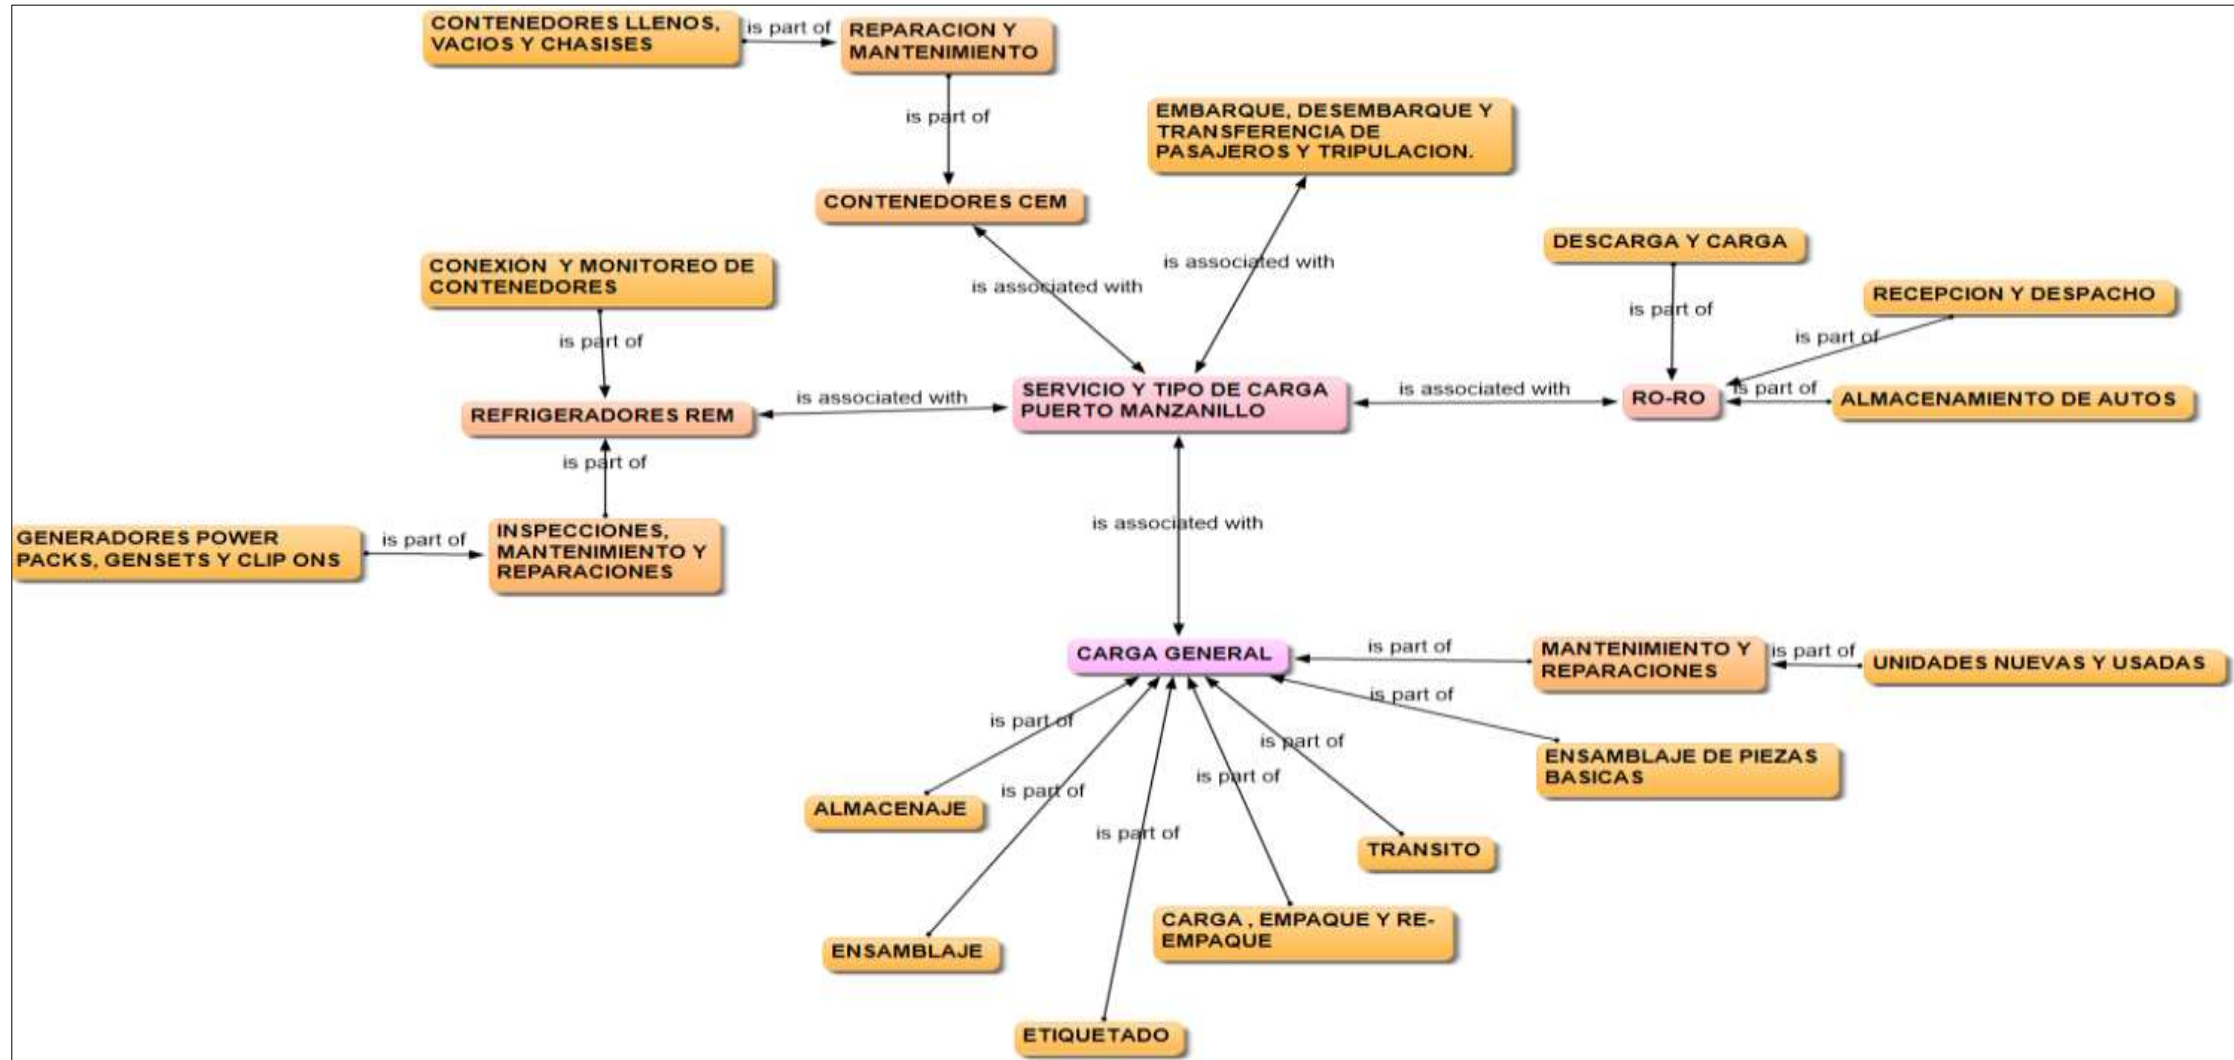 CONTENEDORES LLENOS,
VACIOS Y CHASISES
is part of
REPARACION Y
MANTENIMIENTO
is part of
CONTENEDORES CEM
EMBARQUE, DESEMBARQUE Y
TRANSFERENCIA DE
PASAJEROS Y TRIPULACION.
is associated with
is associated with
CONEXIÓN Y MONITOREO DE
CONTENEDORES
is part of
REFRIGERADORES REM
is associated with
SERVICIO Y TIPO DE CARGA
PUERTO MANZANILLO
is associated with
DESCARGA Y CARGA
is part of
RECEPCION Y DESPACHO
is part of
RO-RO
is part of
ALMACENAMIENTO DE AUTOS
is part of
GENERADORES POWER
PACKS, GENSETS Y CLIP ONS
is part of
INSPECCIONES,
MANTENIMIENTO Y
REPARACIONES
is associated with
CARGA GENERAL
is part of
MANTENIMIENTO Y
REPARACIONES
is part of
UNIDADES NUEVAS Y USADAS
is part of
ENSAMBLAJE DE PIEZAS
BASICAS
is part of
ALMACENAJE
is part of
ENSAMBLAJE
is part of
ETIQUETADO
is part of
CARGA , EMPAQUE Y RE-
EMPAQUE
is part of
TRANSITO